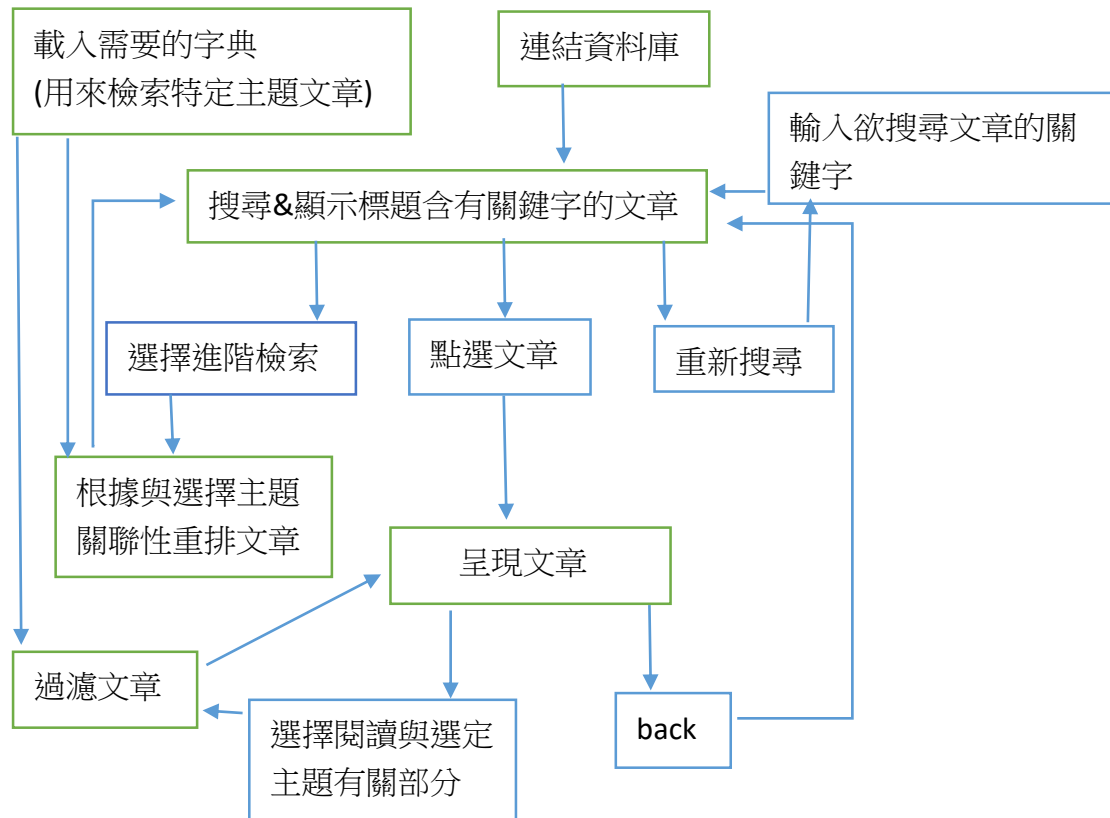 載入需要的字典
(用來檢索特定主題文章)
連結資料庫
輸入欲搜尋文章的關
鍵字
搜尋&顯示標題含有關鍵字的文章
選擇進階檢索
點選文章
重新搜尋
根據與選擇主題
關聯性重排文章
呈現文章
過濾文章
選擇閱讀與選定
主題有關部分
back